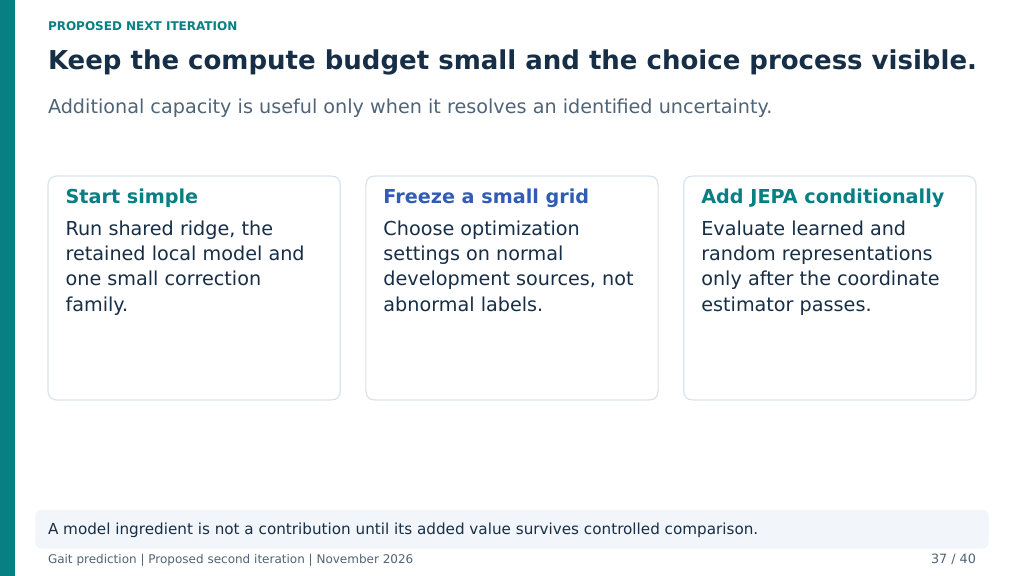 PROPOSED NEXT ITERATION
Keep the compute budget small and the choice process visible.
Additional capacity is useful only when it resolves an identified uncertainty.
Start simple
Run shared ridge, the
retained local model and
one small correction
family.
Freeze a small grid
Choose optimization
settings on normal
development sources, not
abnormal labels.
Add JEPA conditionally
Evaluate learned and
random representations
only after the coordinate
estimator passes.
A model ingredient is not a contribution until its added value survives controlled comparison.
Gait prediction | Proposed second iteration | November 2026
37 / 40